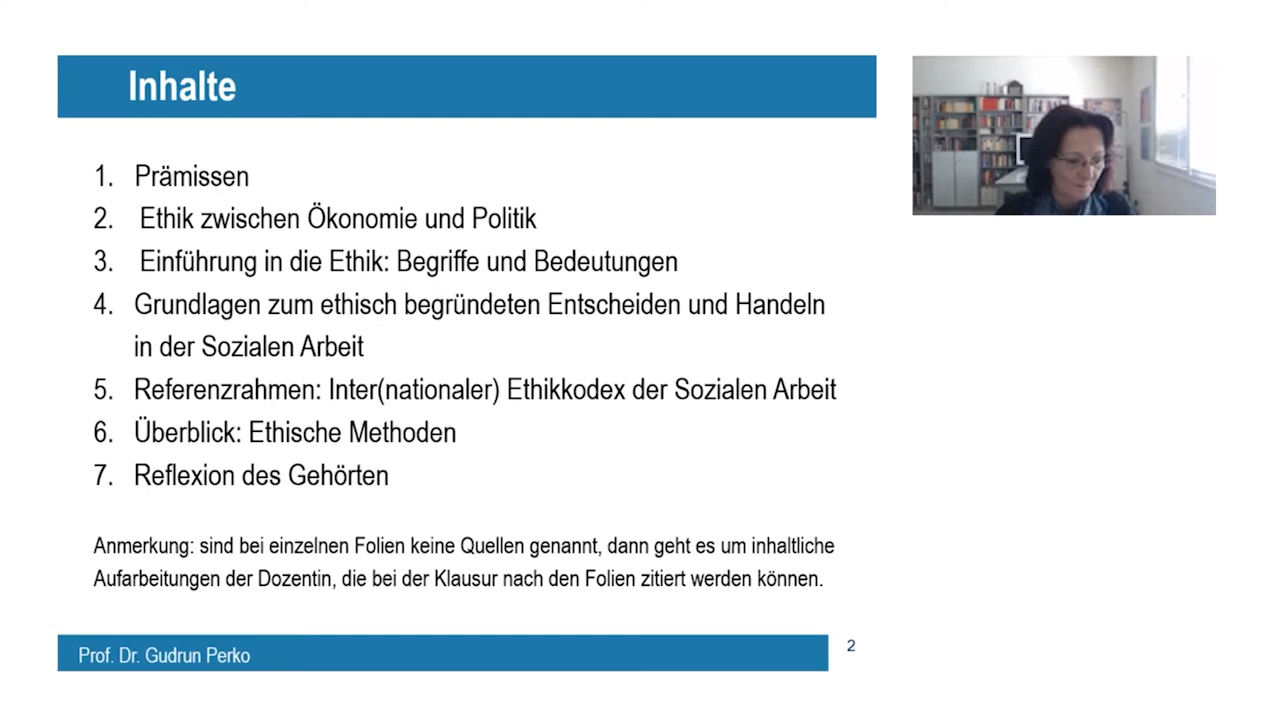 Inhalte
1. Prämissen
2. Ethik zwischen Ökonomie und Politik
3. Einführung in die Ethik: Begriffe und Bedeutungen
4. Grundlagen zum ethisch begründeten Entscheiden und Handeln
in der Sozialen Arbeit
5. Referenzrahmen: Inter(nationaler) Ethikkodex der Sozialen Arbeit
6. Überblick: Ethische Methoden
7. Reflexion des Gehörten
Anmerkung: sind bei einzelnen Folien keine Quellen genannt, dann geht es um inhaltliche
Aufarbeitungen der Dozentin, die bei der Klausur nach den Folien zitiert werden können.
Prof. Dr. Gudrun Perko
2